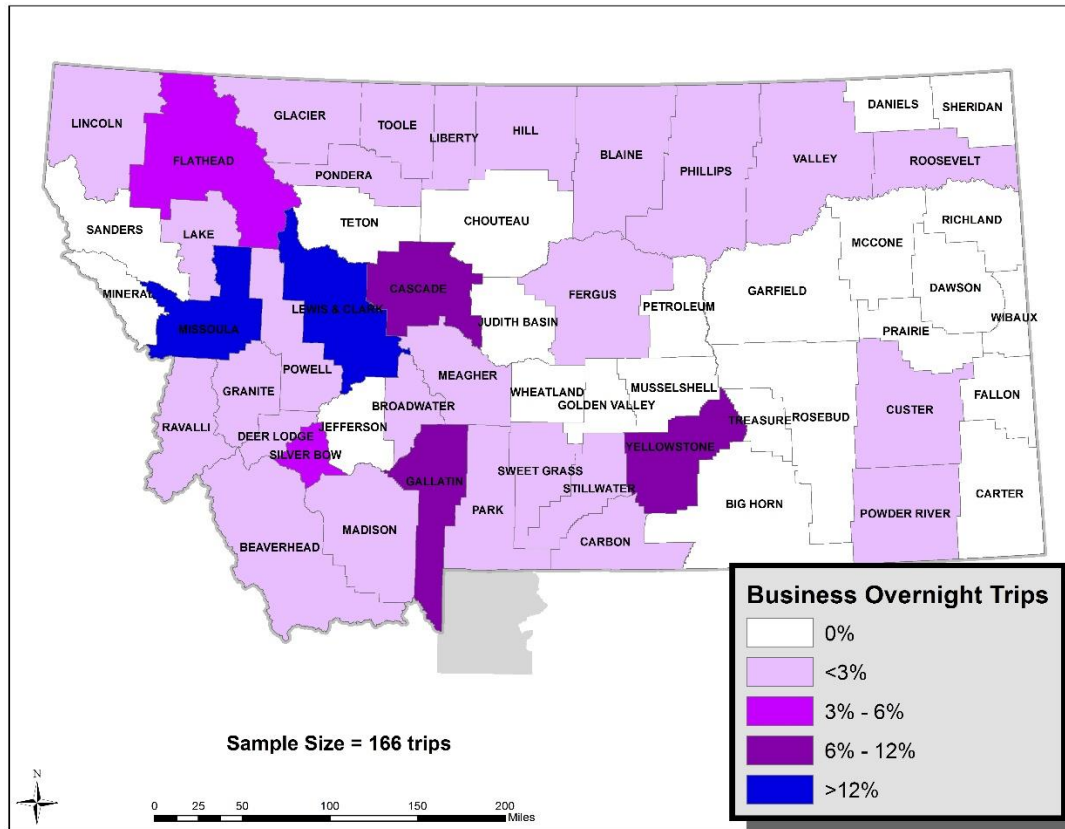 DANIELS
SHERIDAN
LINCOLN
GLACIER
TOOLE
LIBERTY
HILL
BLAINE
PHILLIPS
VALLEY
ROOSEVELT
FLATHEAD
PONDERA
TETON
CHOUTEAU
SANDERS
LAKE
RICHLAND
MCCONE
MINERAL
MISSOULA
LEWIS & CLARK
CASCADE
JUDITH BASIN
FERGUS
PETROLEUM
GARFIELD
DAWSON
WIBAUX
PRAIRIE
POWELL
GRANITE
MEAGHER
BROADWATER
WHEATLAND
GOLDEN VALLEY
MUSSELSHELL
TREASURE
ROSEBUD
CUSTER
FALLON
RAVALLI
DEER LODGE
JEFFERSON
SILVER BOW
GALLATIN
SWEET GRASS
STILLWATER
YELLOWSTONE
BIG HORN
CARTER
POWDER RIVER
PARK
CARBON
MADISON
BEAVERHEAD
Business Overnight Trips
0%
<3%
3% - 6%
6% - 12%
>12%
Sample Size = 166 trips
N
0 25 50 100 150 200
Miles